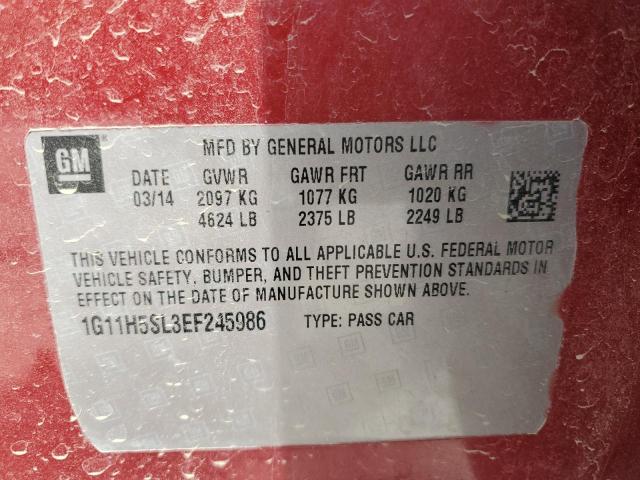 GM
MFD BY GENERAL MOTORS LLC
DATE GVWR GAWR FRT GAWR RR
03/14 2097 KG 1077 KG 1020 KG
4624 LB 2375 LB 2249 LB
THIS VEHICLE CONFORMS TO ALL APPLICABLE U.S. FEDERAL MOTOR
VEHICLE SAFETY, BUMPER, AND THEFT PREVENTION STANDARDS IN
EFFECT ON THE DATE OF MANUFACTURE SHOWN ABOVE.
1G11H5SL3EF245986 TYPE: PASS CAR